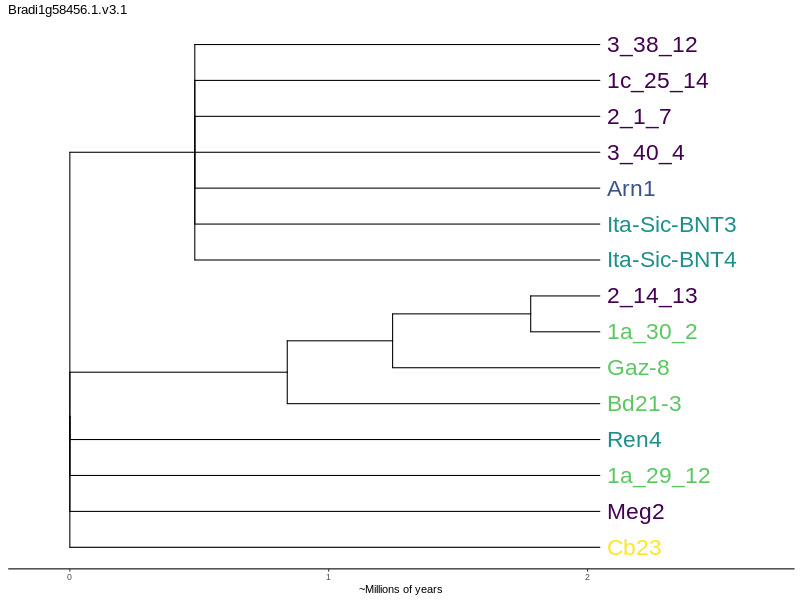 Bradi1g58456.1.v3.1
3_38_12
1c_25_14
2_1_7
3_40_4
Arn1
Ita-Sic-BNT3
Ita-Sic-BNT4
2_14_13
1a_30_2
Gaz-8
Bd21-3
Ren4
1a_29_12
Meg2
Cb23
0 1 2
~Millions of years